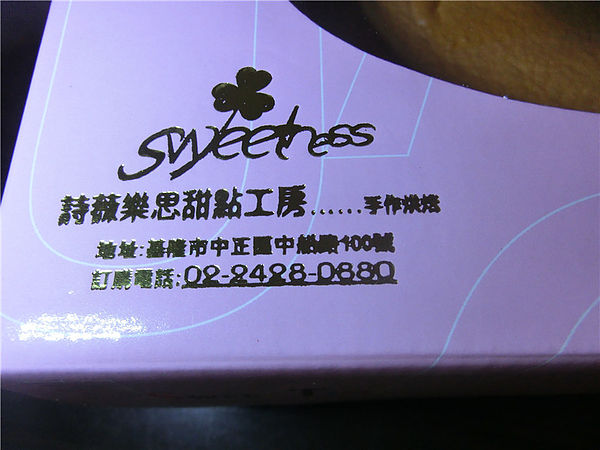 sweetness
詩薇樂思甜點工房......手作烘焙
地址:基隆市中正區中船路100號
訂購電話:02-2428-0880